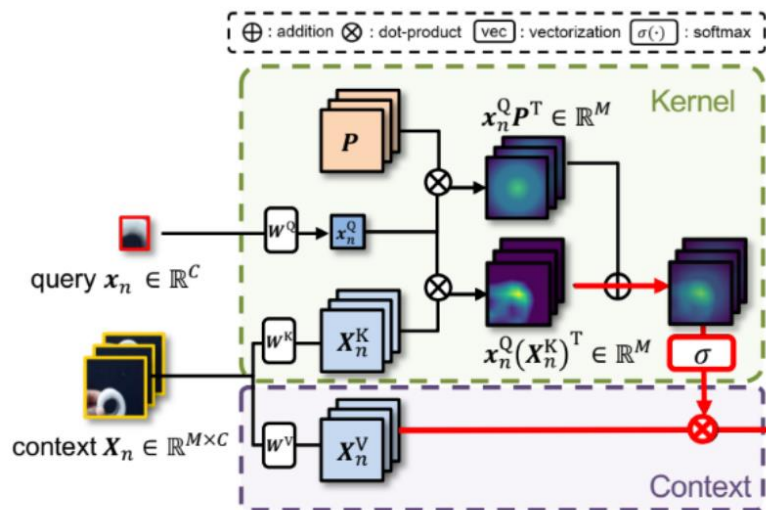 ⊕ : addition ⊗ : dot-product vec : vectorization σ(·) : softmax
Kernel
P
x_n^Q P^T ∈ ℝ^M
W^Q
x_n^Q
query x_n ∈ ℝ^C
W^K
X_n^K
x_n^Q (X_n^K)^T ∈ ℝ^M
σ
context X_n ∈ ℝ^{M×C}
W^V
X_n^V
Context